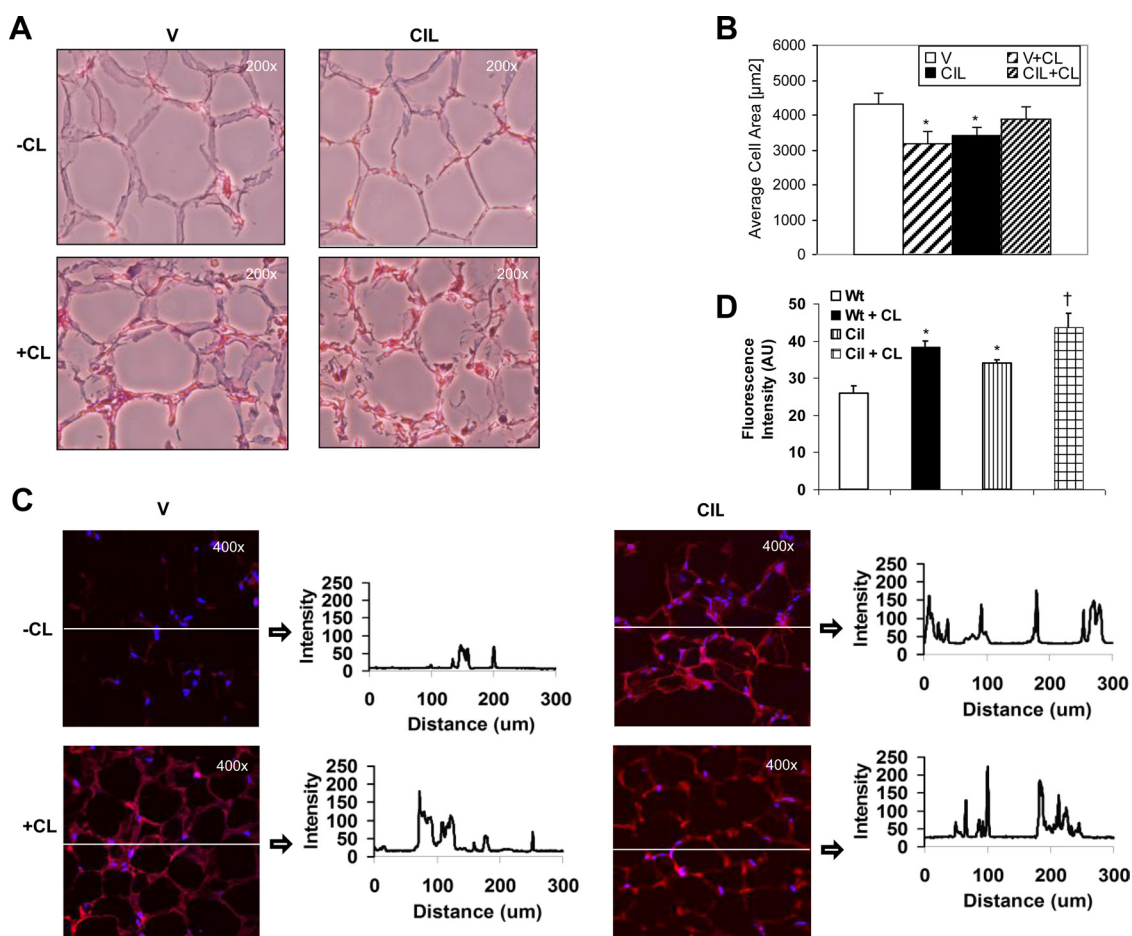 A
V
CIL
-CL
200x
200x
+CL
200x
200x
B
Average Cell Area [µm2]
6000
5000
4000
3000
2000
1000
0
V
V+CL
CIL
CIL+CL
*
*
D
Fluorescence
Intensity (AU)
50
40
30
20
10
0
Wt
Wt + CL
Cil
Cil + CL
*
*
†
C
V
CIL
-CL
400x
Intensity
250
200
150
100
50
0
0 100 200 300
Distance (um)
400x
Intensity
250
200
150
100
50
0
0 100 200 300
Distance (um)
+CL
400x
Intensity
250
200
150
100
50
0
0 100 200 300
Distance (um)
400x
Intensity
250
200
150
100
50
0
0 100 200 300
Distance (um)